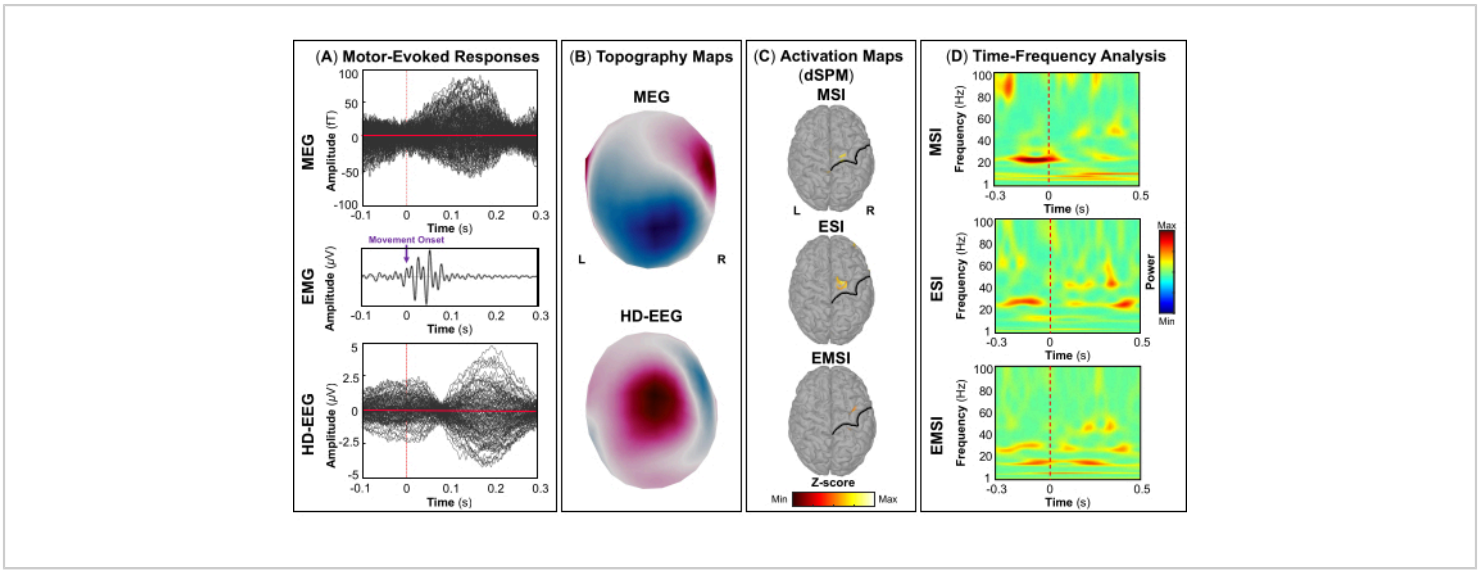 (A) Motor-Evoked Responses
MEG
Amplitude (fT)
100
50
0
-50
-100
-0.1 0 0.1 0.2 0.3
Time (s)
Movement Onset
EMG
Amplitude (µV)
-0.1 0 0.1 0.2 0.3
Time (s)
HD-EEG
Amplitude (µV)
5
2.5
0
-2.5
-5
-0.1 0 0.1 0.2 0.3
Time (s)
(B) Topography Maps
MEG
L R
HD-EEG
(C) Activation Maps
(dSPM)
MSI
L R
ESI
EMSI
Z-score
Min Max
(D) Time-Frequency Analysis
MSI
Frequency (Hz)
100
80
60
40
20
1
-0.3 0 0.5
Time (s)
ESI
Frequency (Hz)
100
80
60
40
20
1
-0.3 0 0.5
Time (s)
Max
Power
Min
EMSI
Frequency (Hz)
100
80
60
40
20
1
-0.3 0 0.5
Time (s)